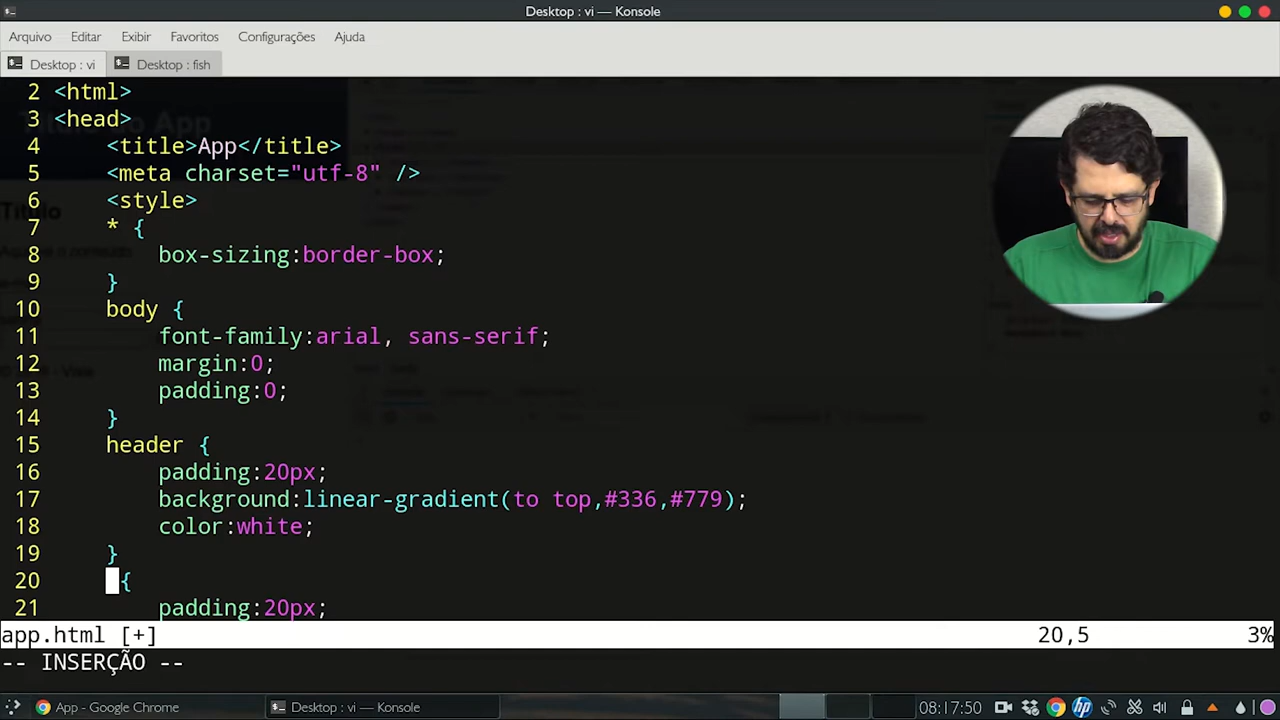 Desktop : vi — Konsole
Arquivo Editar Exibir Favoritos Configurações Ajuda
Desktop : vi Desktop : fish
2 <html>
3 <head>
4 <title>App</title>
5 <meta charset="utf-8" />
6 <style>
7 * {
8 box-sizing:border-box;
9 }
10 body {
11 font-family:arial, sans-serif;
12 margin:0;
13 padding:0;
14 }
15 header {
16 padding:20px;
17 background:linear-gradient(to top,#336,#779);
18 color:white;
19 }
20 {
21 padding:20px;
app.html [+] 20,5 3%
-- INSERÇÃO --
App - Google Chrome Desktop : vi — Konsole 08:17:50